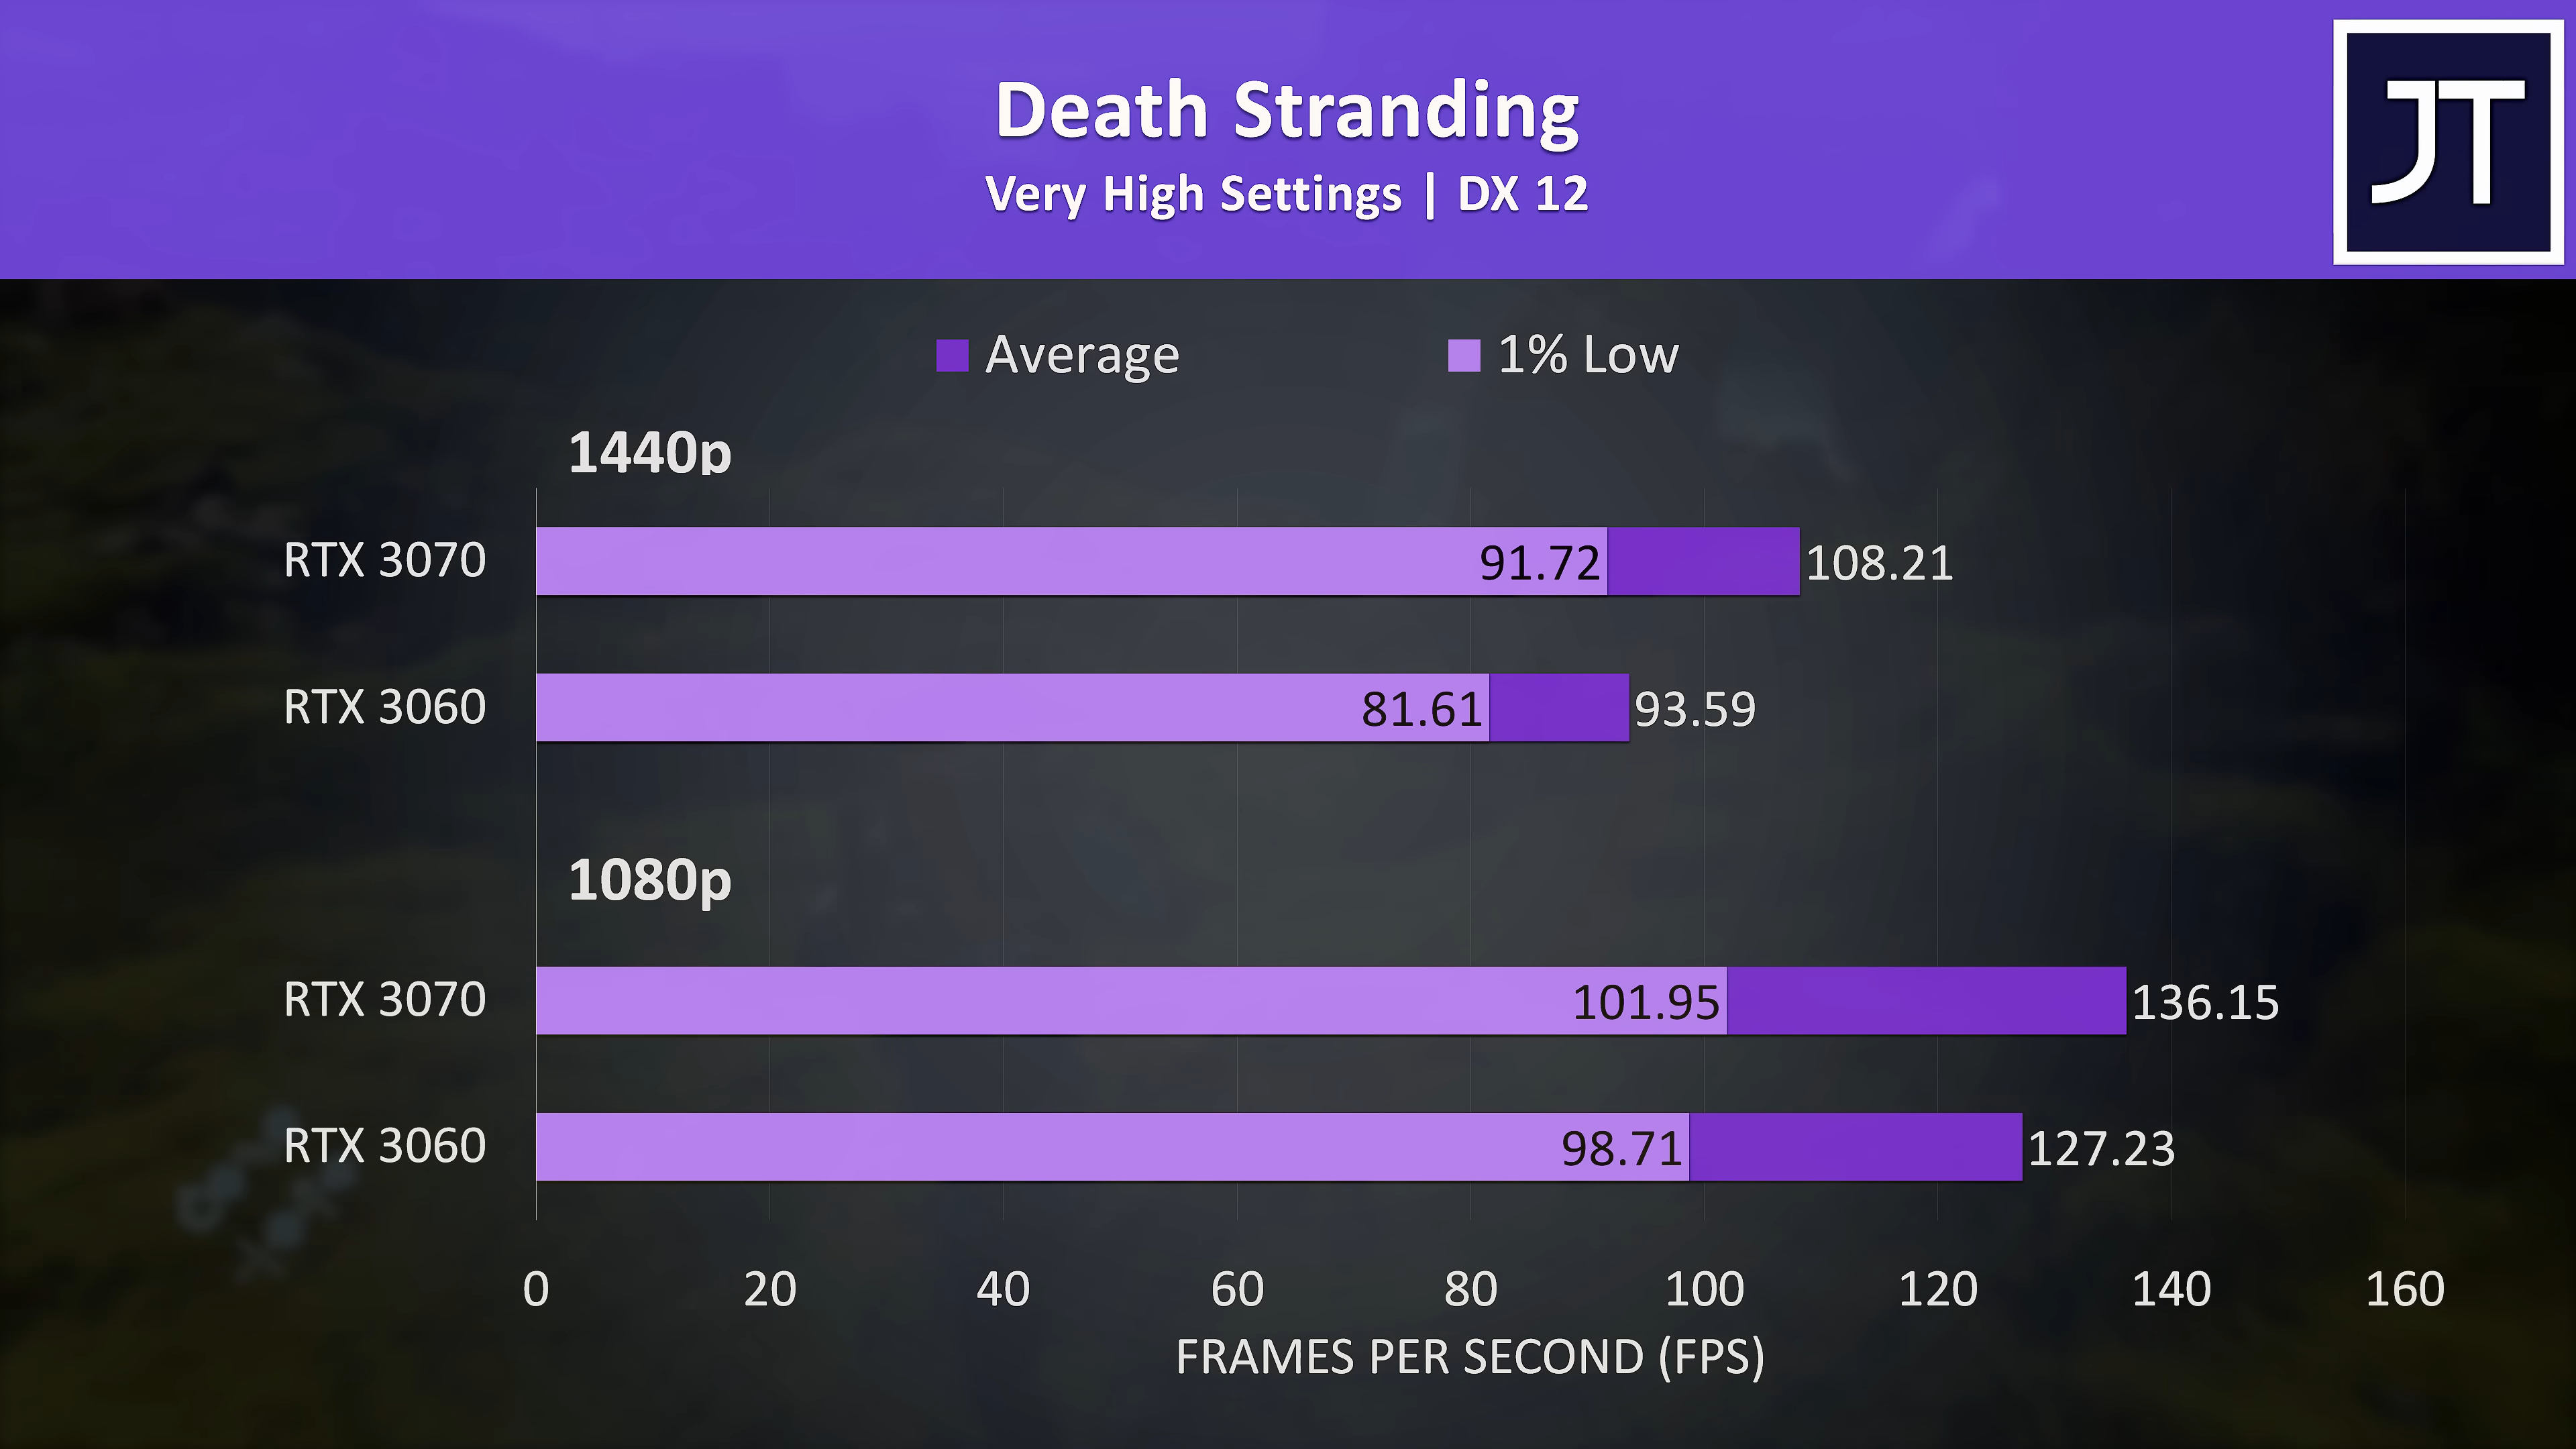 Death Stranding
Very High Settings | DX 12
JT
Average 1% Low
1440p
RTX 3070 91.72 108.21
RTX 3060 81.61 93.59
1080p
RTX 3070 101.95 136.15
RTX 3060 98.71 127.23
0 20 40 60 80 100 120 140 160
FRAMES PER SECOND (FPS)